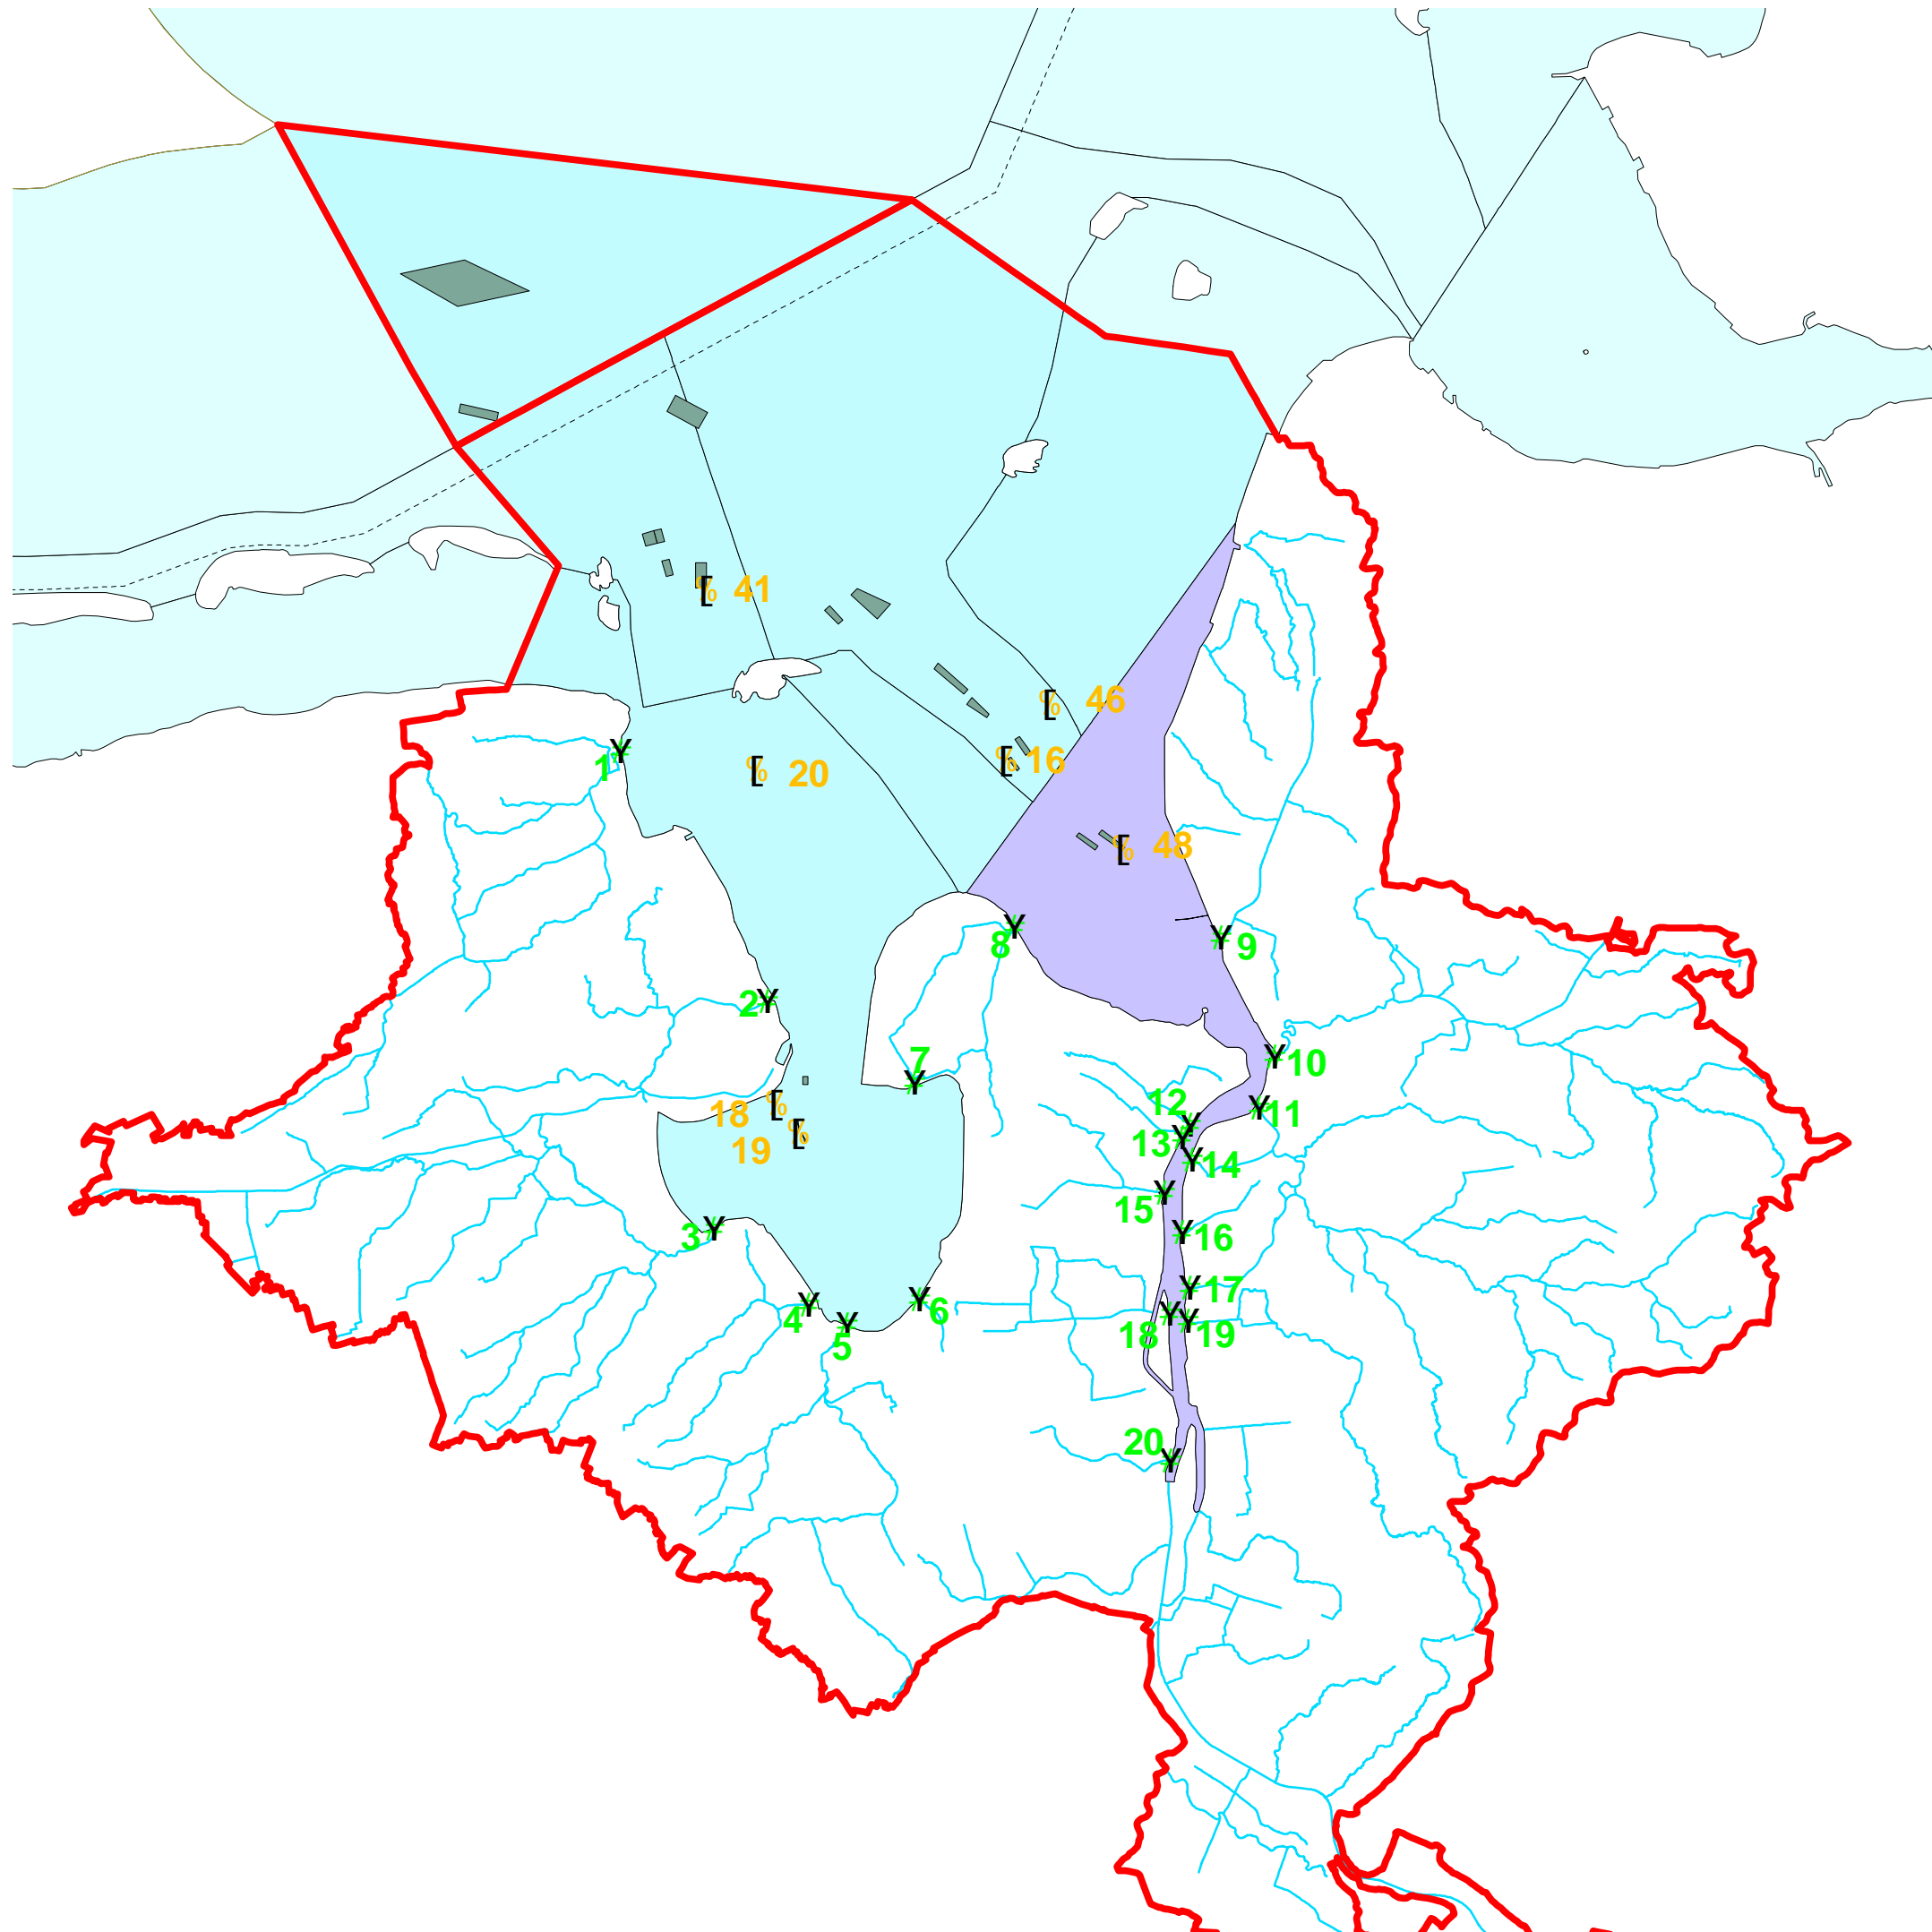 % [ 41
% [ 46
Y 1
% [ 20
% [ 16
% [ 48
8 Y
Y 9
2 Y
7
Y
Y 10
18 % [
12 Y
Y 11
13 Y
19 % [
Y 14
15 Y
3 Y
Y 16
Y 17
4 Y
Y 6
Y 5
18 Y
Y 19
20 Y